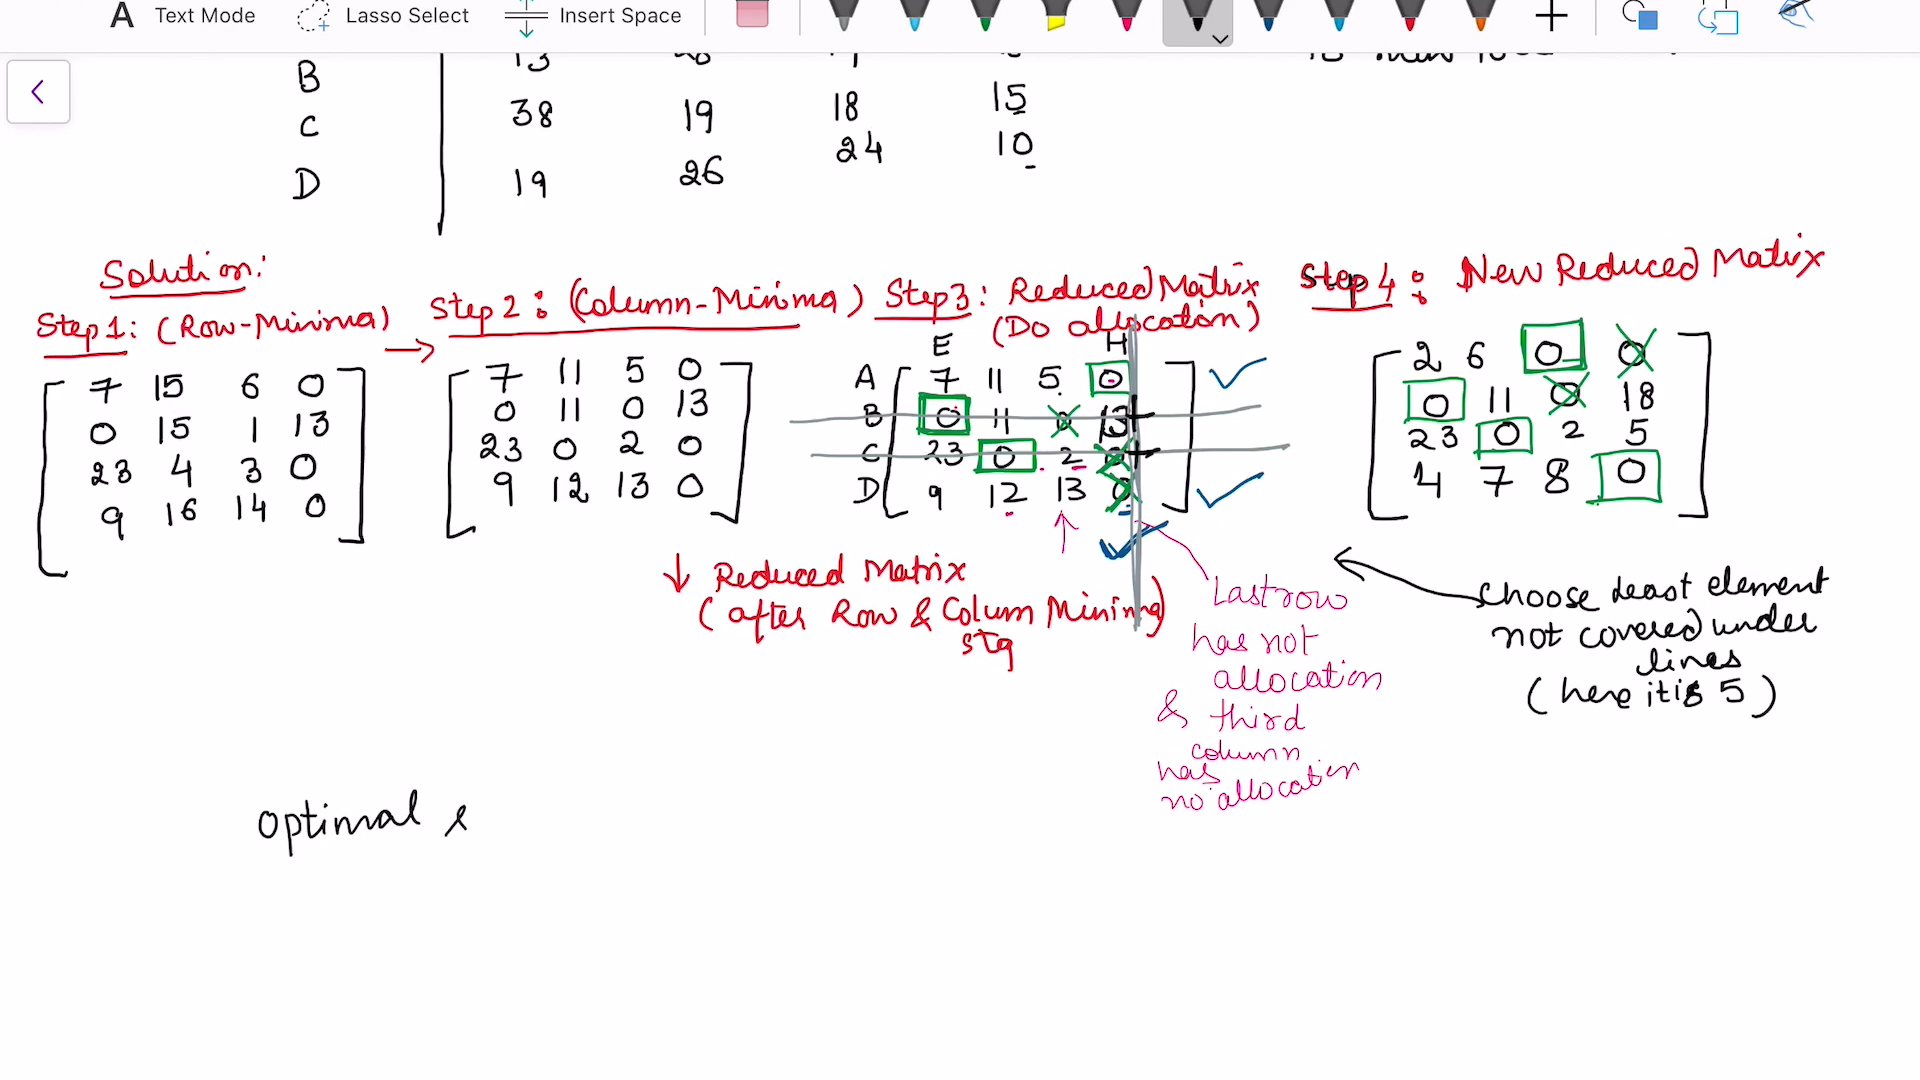 Text Mode Lasso Select Insert Space
B 13 28
C 38 19 18 15
D 19 26 24 10
Solution:
Step 1: (Row-Minima)
7 15 6 0
0 15 1 13
23 4 3 0
9 16 14 0
Step 2: (Column-Minima)
7 11 5 0
0 11 0 13
23 0 2 0
9 12 13 0
Reduced Matrix
(after Row & Colum Minima)
Step3: Reduced Matrix
(Do allocation)
E H
A 7 11 5 0
B 0 11 0 13
C 23 0 2 0
D 9 12 13 0
Last row
has not
allocation
& third
column
has
no allocation
Step 4: New Reduced Matrix
2 6 0 0
0 11 0 18
23 0 2 5
4 7 8 0
choose least element
not covered under
lines
(here it is 5)
optimal